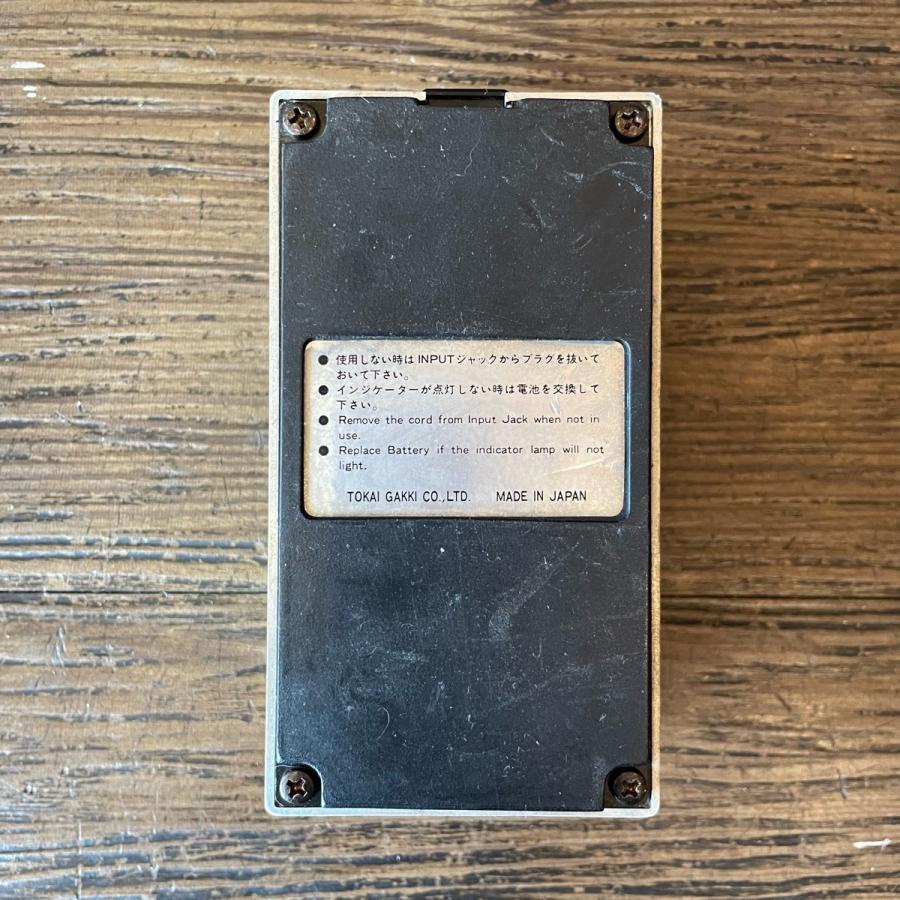 ● 使用しない時はINPUTジャックからプラグを抜いて
おいて下さい。
● インジケーターが点灯しない時は電池を交換して
下さい。
● Remove the cord from Input Jack when not in
use.
● Replace Battery if the indicator lamp will not
light.
TOKAI GAKKI CO.,LTD. MADE IN JAPAN